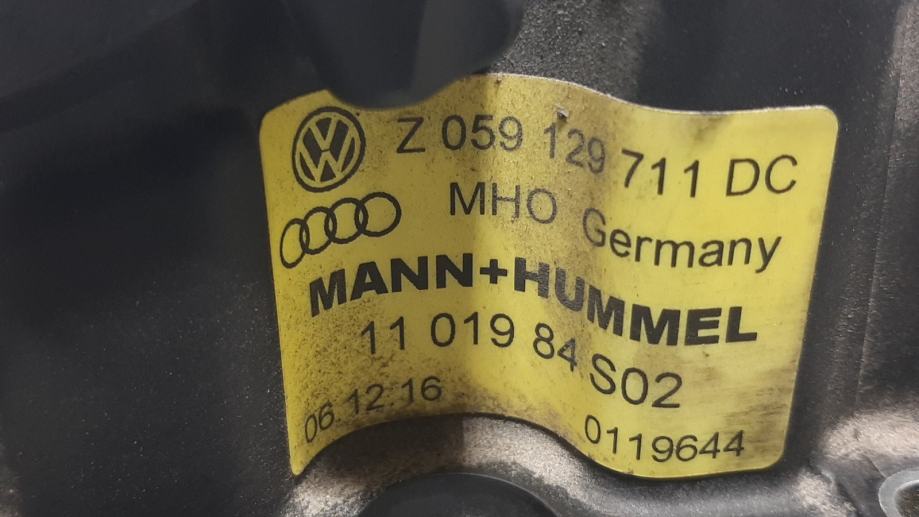 Z 059 129 711 DC
MHO Germany
MANN+HUMMEL
11 019 84 S02
06.12.16
0119644